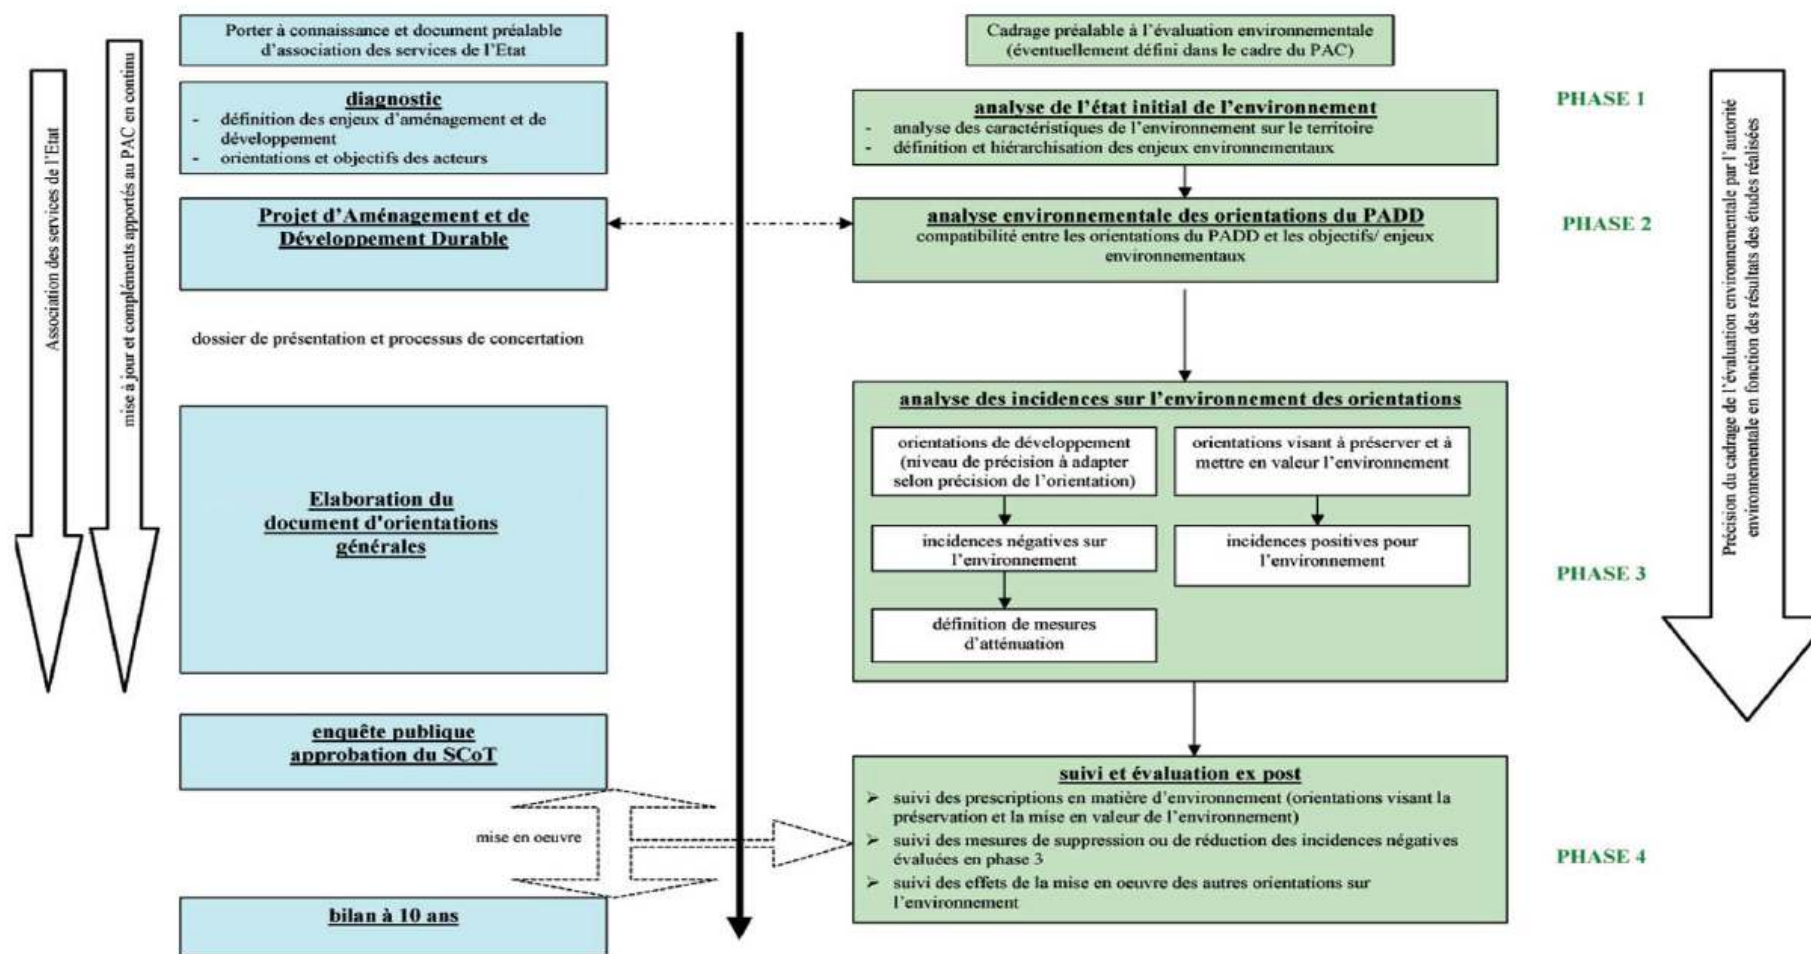 Association des services de l'Etat
mise à jour et compléments apportés au PAC en continu
Porter à connaissance et document préalable
d'association des services de l'Etat
diagnostic
- définition des enjeux d'aménagement et de
développement
- orientations et objectifs des acteurs
Projet d'Aménagement et de
Développement Durable
dossier de présentation et processus de concertation
Elaboration du
document d'orientations
générales
enquête publique
approbation du SCoT
mise en oeuvre
bilan à 10 ans
Cadrage préalable à l'évaluation environnementale
(éventuellement défini dans le cadre du PAC)
analyse de l'état initial de l'environnement
- analyse des caractéristiques de l'environnement sur le territoire
- définition et hiérarchisation des enjeux environnementaux
PHASE 1
analyse environnementale des orientations du PADD
compatibilité entre les orientations du PADD et les objectifs/ enjeux
environnementaux
PHASE 2
analyse des incidences sur l'environnement des orientations
orientations de développement
(niveau de précision à adapter
selon précision de l'orientation)
incidences négatives sur
l'environnement
définition de mesures
d'atténuation
orientations visant à préserver et à
mettre en valeur l'environnement
incidences positives pour
l'environnement
PHASE 3
suivi et évaluation ex post
➢ suivi des prescriptions en matière d'environnement (orientations visant la
préservation et la mise en valeur de l'environnement)
➢ suivi des mesures de suppression ou de réduction des incidences négatives
évaluées en phase 3
➢ suivi des effets de la mise en oeuvre des autres orientations sur
l'environnement
PHASE 4
Précision du cadrage de l'évaluation environnementale par l'autorité
environnementale en fonction des résultats des études réalisées